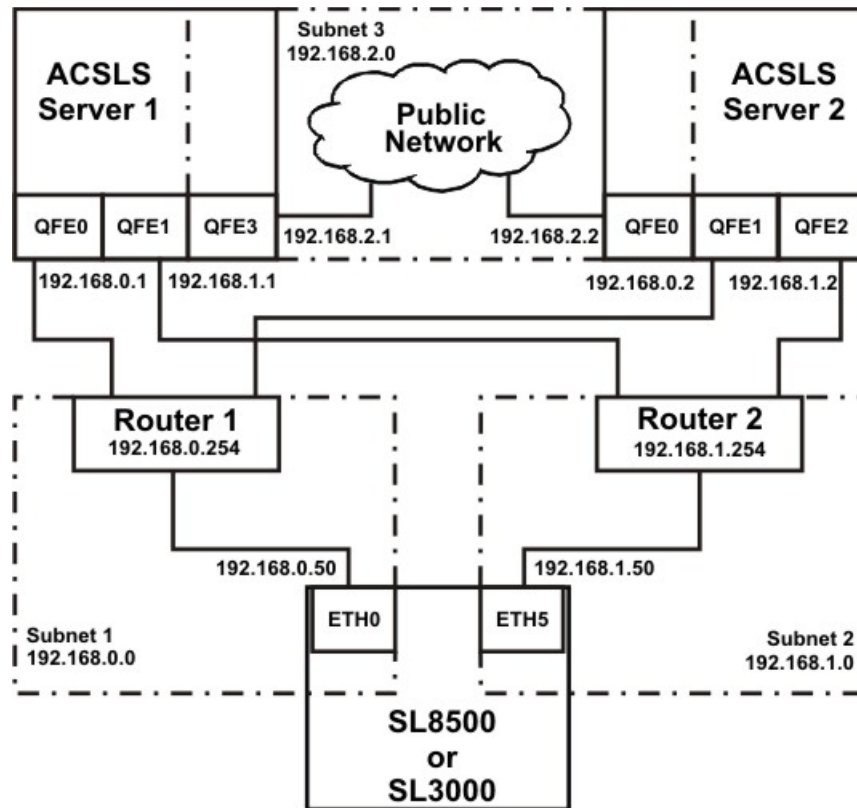 Subnet 3
192.168.2.0
ACSLS
Server 1
Public
Network
ACSLS
Server 2
QFE0
QFE1
QFE3
QFE0
QFE1
QFE2
192.168.2.1
192.168.2.2
192.168.0.1
192.168.1.1
192.168.0.2
192.168.1.2
Router 1
192.168.0.254
Router 2
192.168.1.254
192.168.0.50
192.168.1.50
ETH0
ETH5
Subnet 1
192.168.0.0
Subnet 2
192.168.1.0
SL8500
or
SL3000